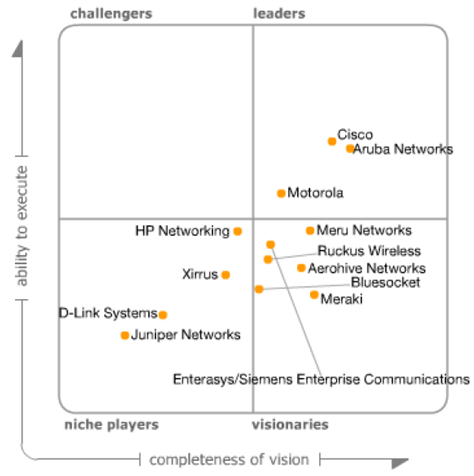 challengers
leaders
Cisco
Aruba Networks
Motorola
HP Networking
Meru Networks
Ruckus Wireless
Xirrus
Aerohive Networks
Bluesocket
Meraki
D-Link Systems
Juniper Networks
Enterasys/Siemens Enterprise Communications
niche players
visionaries
ability to execute
completeness of vision